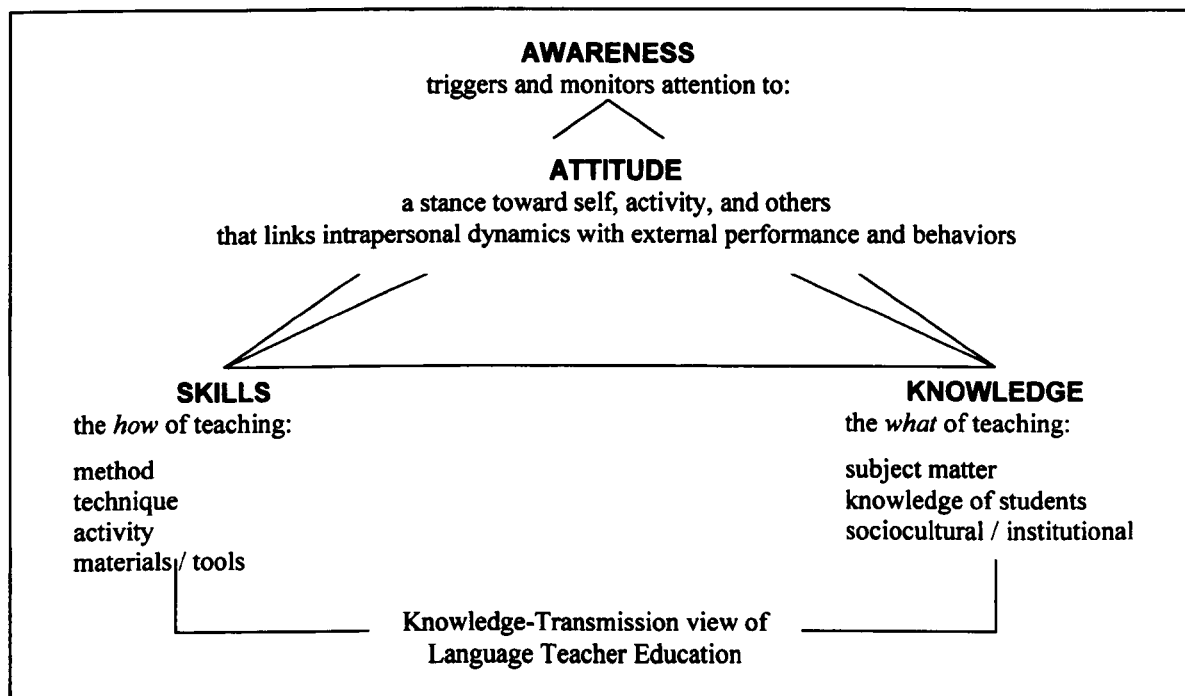 AWARENESS
triggers and monitors attention to:
ATTITUDE
a stance toward self, activity, and others
that links intrapersonal dynamics with external performance and behaviors
SKILLS
the how of teaching:
method
technique
activity
materials / tools
KNOWLEDGE
the what of teaching:
subject matter
knowledge of students
sociocultural / institutional
Knowledge-Transmission view of
Language Teacher Education